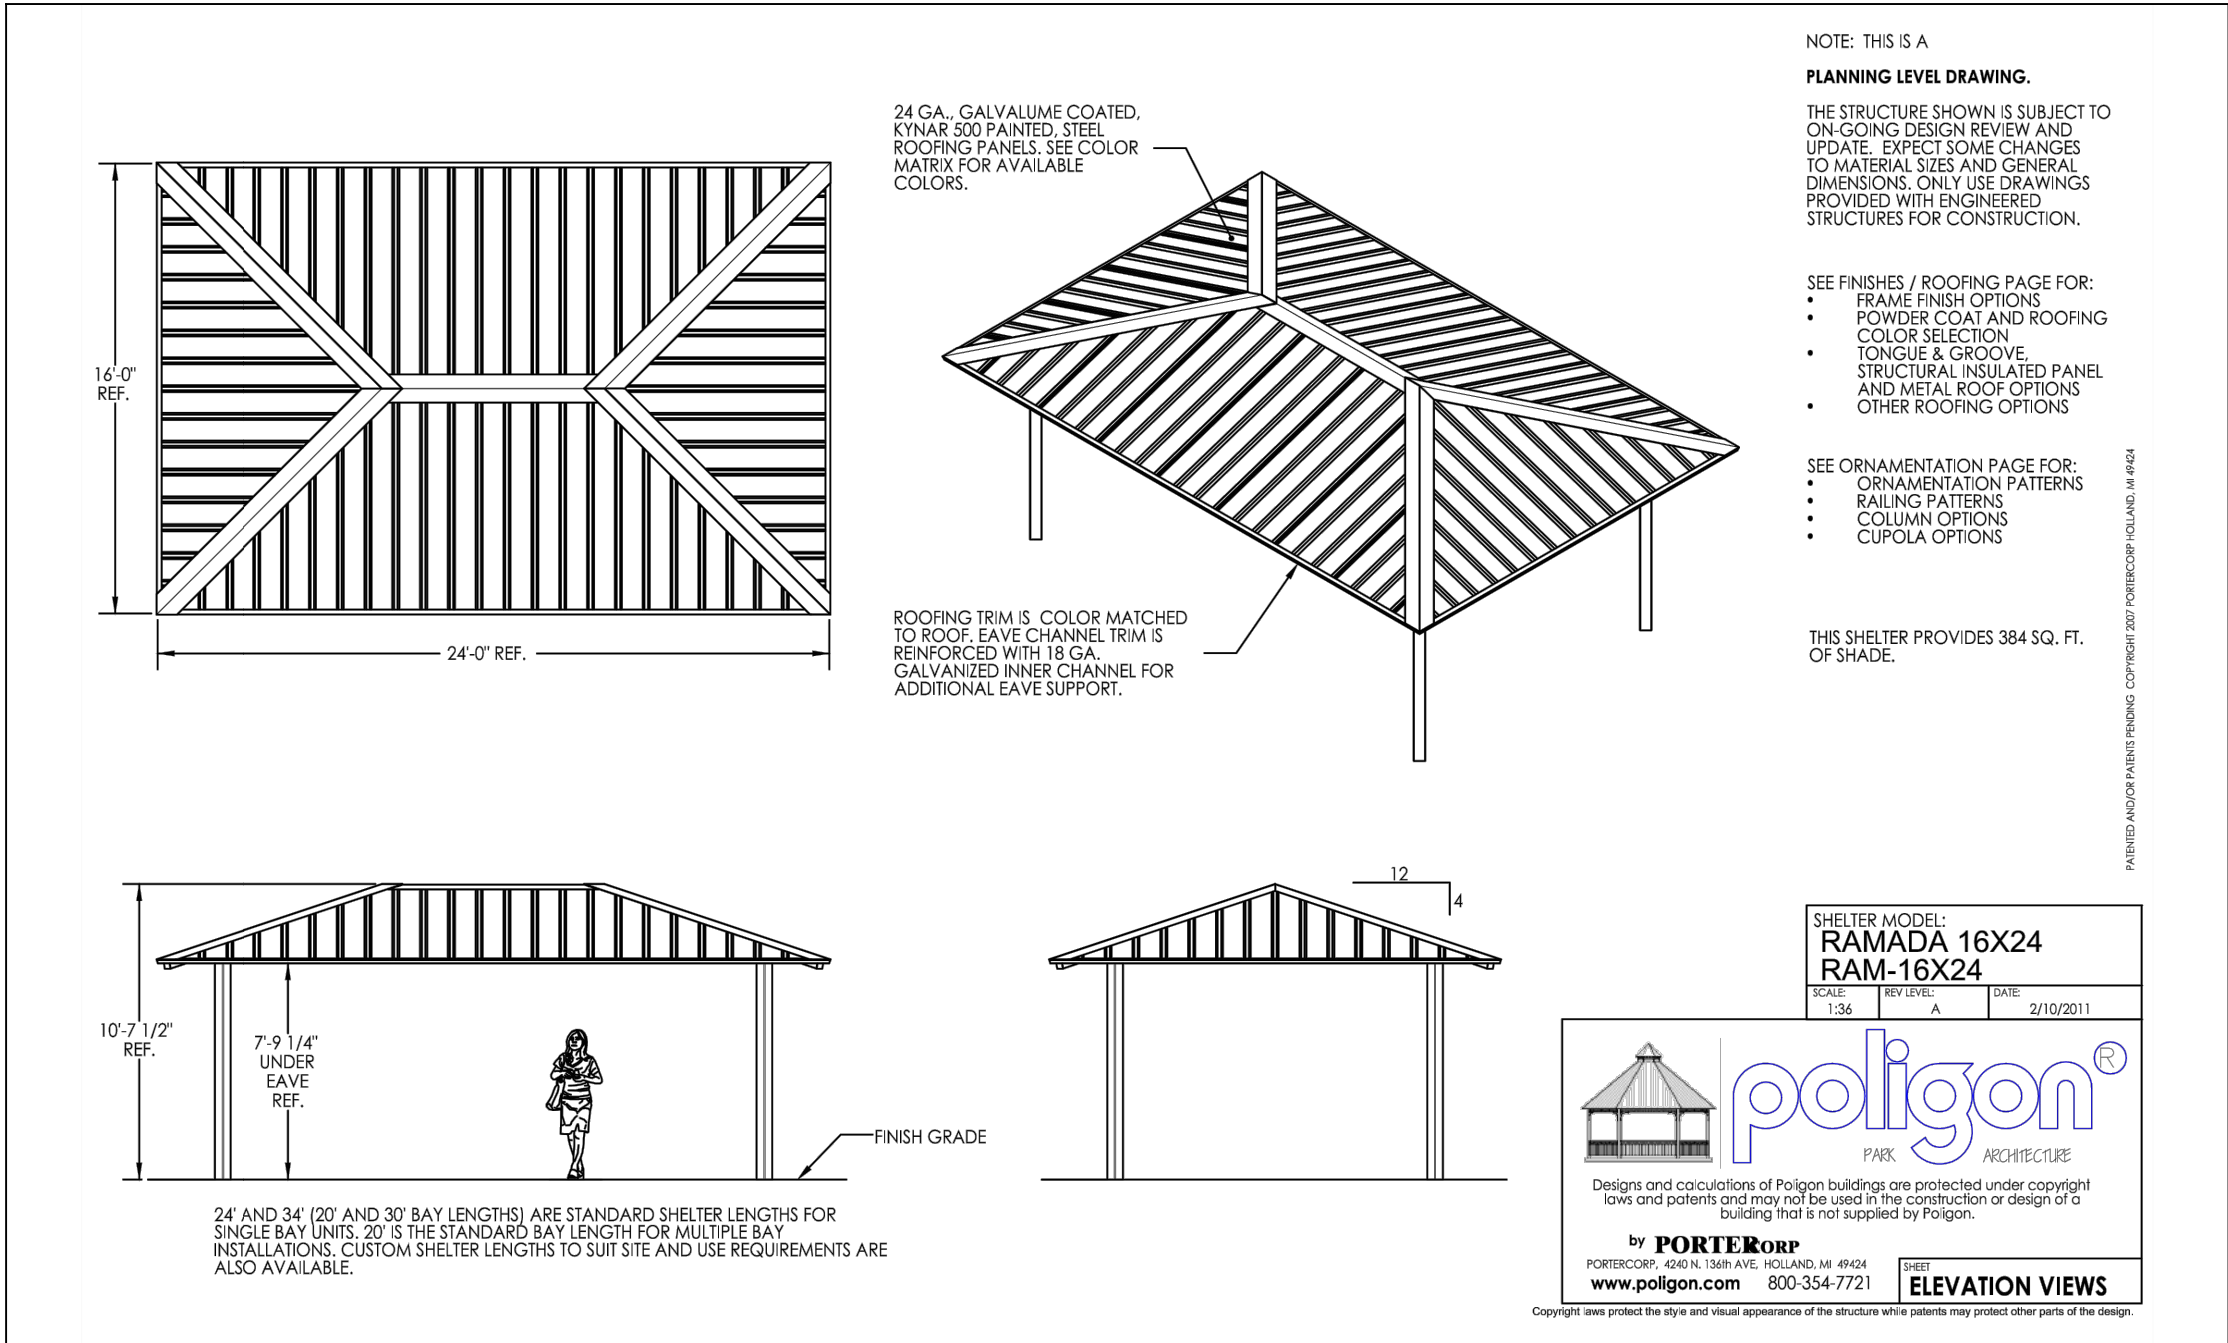 NOTE: THIS IS A
PLANNING LEVEL DRAWING.
THE STRUCTURE SHOWN IS SUBJECT TO
ON-GOING DESIGN REVIEW AND
UPDATE. EXPECT SOME CHANGES
TO MATERIAL SIZES AND GENERAL
DIMENSIONS. ONLY USE DRAWINGS
PROVIDED WITH ENGINEERED
STRUCTURES FOR CONSTRUCTION.
24 GA., GALVALUME COATED,
KYNAR 500 PAINTED, STEEL
ROOFING PANELS. SEE COLOR
MATRIX FOR AVAILABLE
COLORS.
SEE FINISHES / ROOFING PAGE FOR:
• FRAME FINISH OPTIONS
• POWDER COAT AND ROOFING
COLOR SELECTION
• TONGUE & GROOVE,
STRUCTURAL INSULATED PANEL
AND METAL ROOF OPTIONS
• OTHER ROOFING OPTIONS
16'-0"
REF.
SEE ORNAMENTATION PAGE FOR:
• ORNAMENTATION PATTERNS
• RAILING PATTERNS
• COLUMN OPTIONS
• CUPOLA OPTIONS
24'-0" REF.
ROOFING TRIM IS COLOR MATCHED
TO ROOF. EAVE CHANNEL TRIM IS
REINFORCED WITH 18 GA.
GALVANIZED INNER CHANNEL FOR
ADDITIONAL EAVE SUPPORT.
THIS SHELTER PROVIDES 384 SQ. FT.
OF SHADE.
PATENTED AND/OR PATENTS PENDING COPYRIGHT 2007 PORTERCORP HOLLAND, MI 49424
12
4
10'-7 1/2"
REF.
7'-9 1/4"
UNDER
EAVE
REF.
FINISH GRADE
24' AND 34' (20' AND 30' BAY LENGTHS) ARE STANDARD SHELTER LENGTHS FOR
SINGLE BAY UNITS. 20' IS THE STANDARD BAY LENGTH FOR MULTIPLE BAY
INSTALLATIONS. CUSTOM SHELTER LENGTHS TO SUIT SITE AND USE REQUIREMENTS ARE
ALSO AVAILABLE.
SHELTER MODEL:
RAMADA 16X24
RAM-16X24
SCALE: REV LEVEL: DATE:
1:36 A 2/10/2011
poligon®
PARK ARCHITECTURE
Designs and calculations of Poligon buildings are protected under copyright
laws and patents and may not be used in the construction or design of a
building that is not supplied by Poligon.
by PORTERCORP
PORTERCORP, 4240 N. 136th AVE, HOLLAND, MI 49424
www.poligon.com 800-354-7721
SHEET
ELEVATION VIEWS
Copyright laws protect the style and visual appearance of the structure while patents may protect other parts of the design.